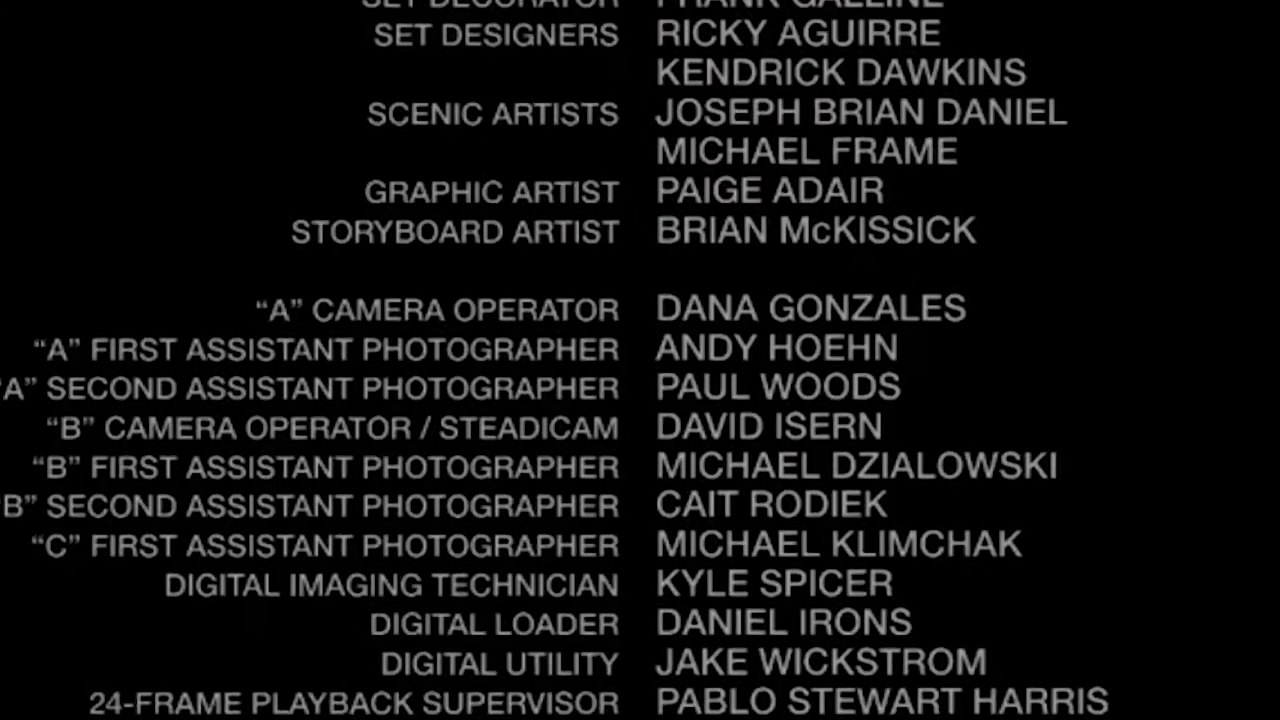 SET DECORATOR FRANK GALLINE
SET DESIGNERS RICKY AGUIRRE
KENDRICK DAWKINS
SCENIC ARTISTS JOSEPH BRIAN DANIEL
MICHAEL FRAME
GRAPHIC ARTIST PAIGE ADAIR
STORYBOARD ARTIST BRIAN McKISSICK
“A” CAMERA OPERATOR DANA GONZALES
“A” FIRST ASSISTANT PHOTOGRAPHER ANDY HOEHN
“A” SECOND ASSISTANT PHOTOGRAPHER PAUL WOODS
“B” CAMERA OPERATOR / STEADICAM DAVID ISERN
“B” FIRST ASSISTANT PHOTOGRAPHER MICHAEL DZIALOWSKI
“B” SECOND ASSISTANT PHOTOGRAPHER CAIT RODIEK
“C” FIRST ASSISTANT PHOTOGRAPHER MICHAEL KLIMCHAK
DIGITAL IMAGING TECHNICIAN KYLE SPICER
DIGITAL LOADER DANIEL IRONS
DIGITAL UTILITY JAKE WICKSTROM
24-FRAME PLAYBACK SUPERVISOR PABLO STEWART HARRIS